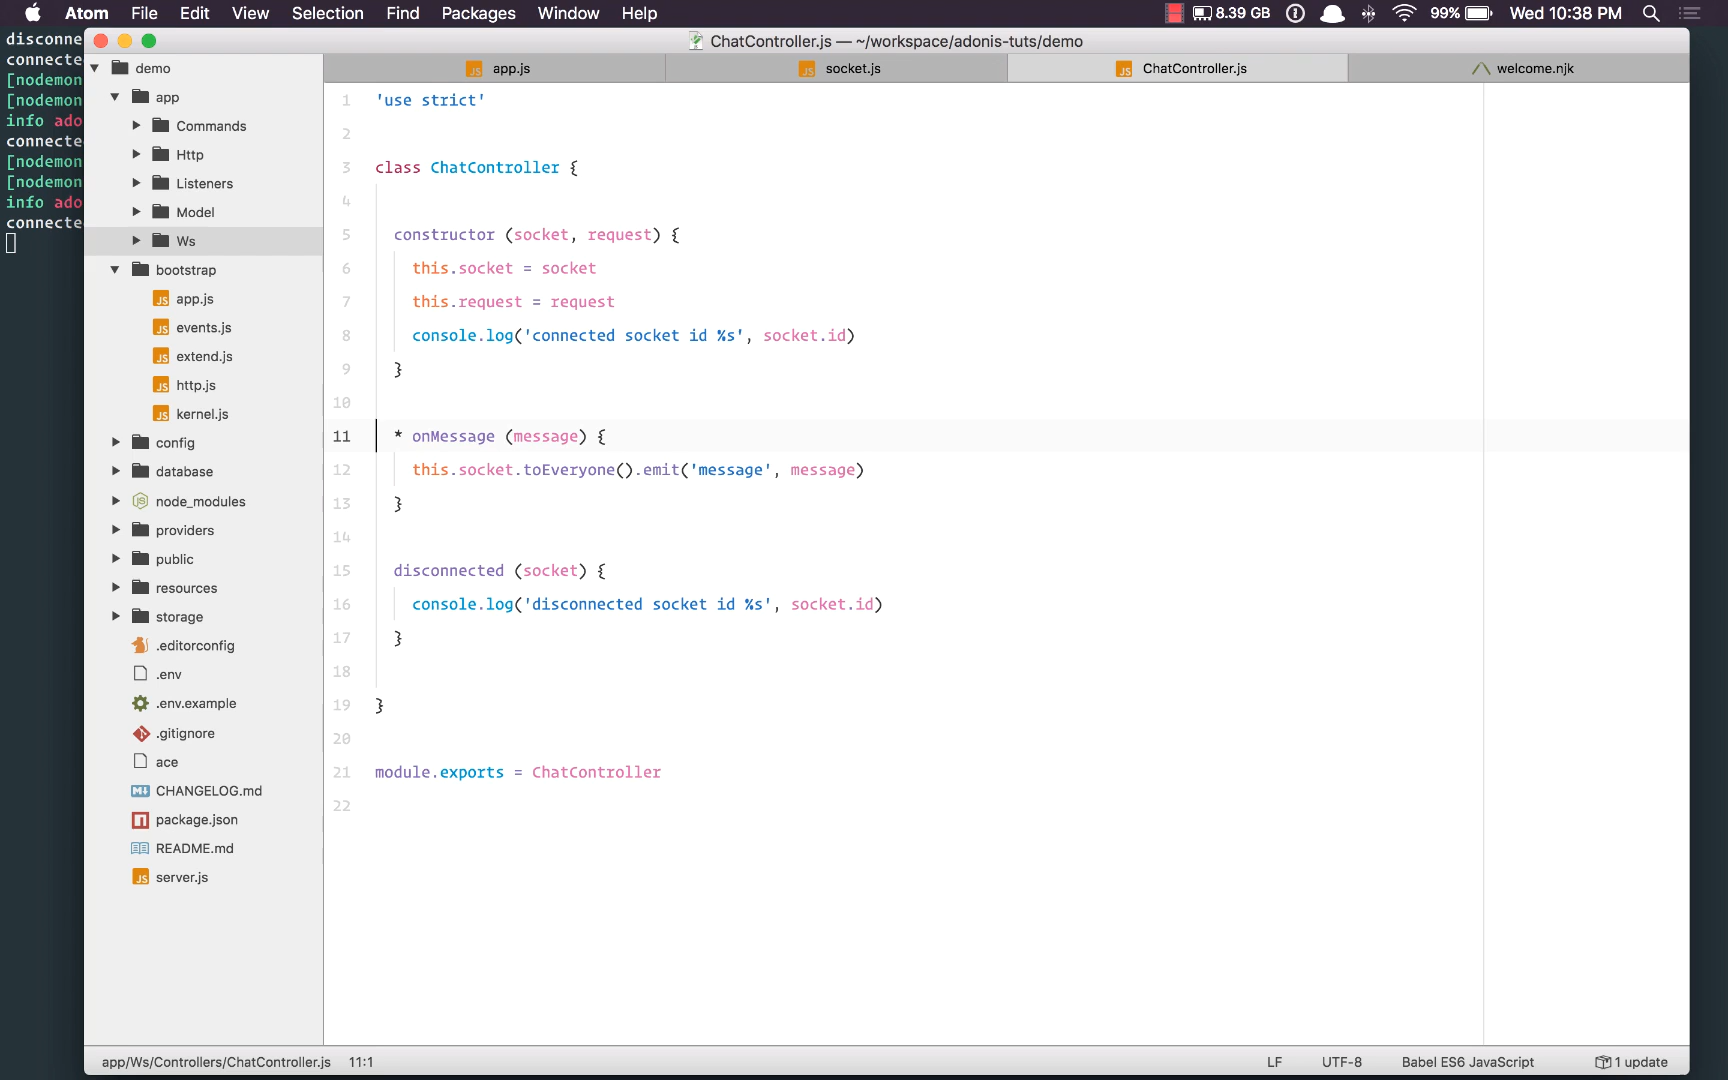 Atom File Edit View Selection Find Packages Window Help 8.39 GB 99% Wed 10:38 PM
ChatController.js — ~/workspace/adonis-tuts/demo
disconne
connecte
[nodemon
[nodemon
info ado
connecte
[nodemon
[nodemon
info ado
connecte
demo
app
Commands
Http
Listeners
Model
Ws
bootstrap
app.js
events.js
extend.js
http.js
kernel.js
config
database
node_modules
providers
public
resources
storage
.editorconfig
.env
.env.example
.gitignore
ace
CHANGELOG.md
package.json
README.md
server.js
app.js socket.js ChatController.js welcome.njk
1 'use strict'
2
3 class ChatController {
4
5 constructor (socket, request) {
6 this.socket = socket
7 this.request = request
8 console.log('connected socket id %s', socket.id)
9 }
10
11 * onMessage (message) {
12 this.socket.toEveryone().emit('message', message)
13 }
14
15 disconnected (socket) {
16 console.log('disconnected socket id %s', socket.id)
17 }
18
19 }
20
21 module.exports = ChatController
22
app/Ws/Controllers/ChatController.js 11:1 LF UTF-8 Babel ES6 JavaScript 1 update